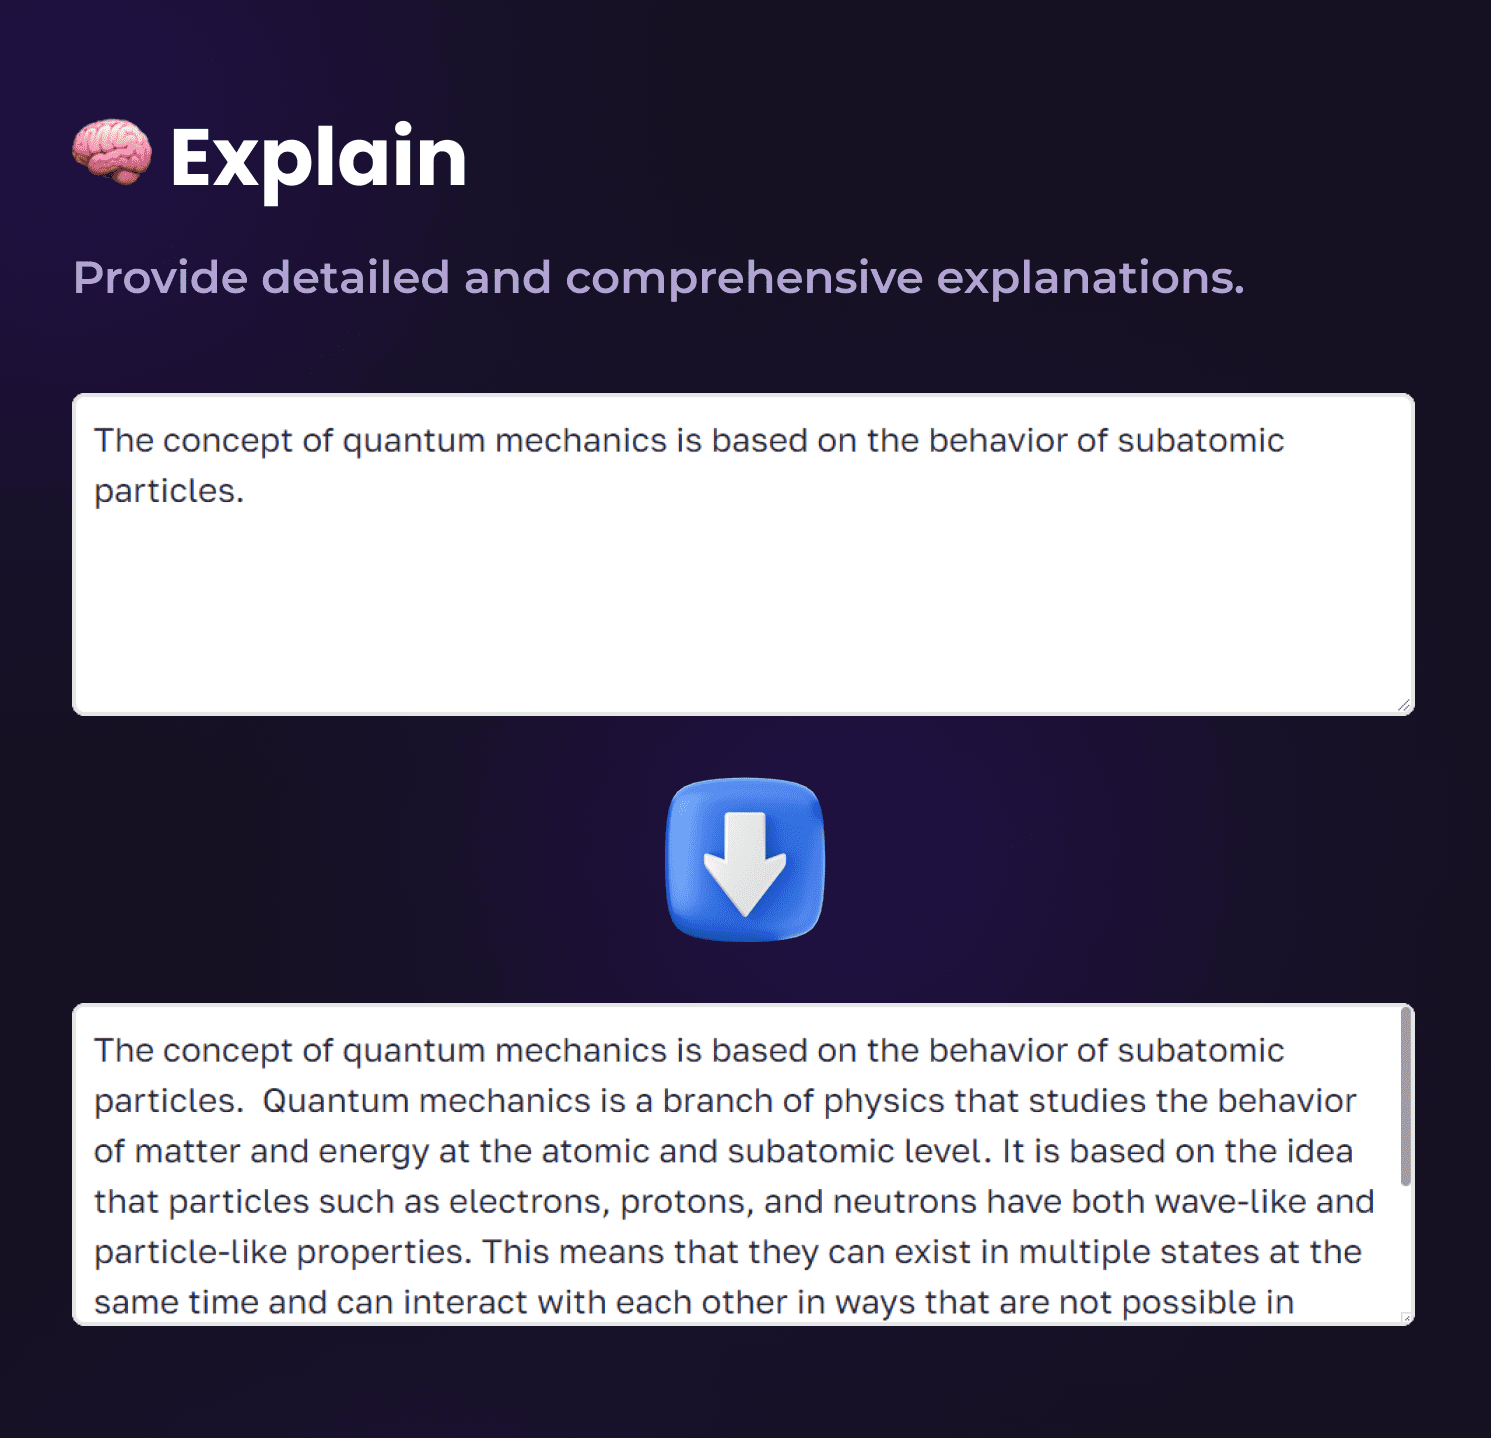 Explain
Provide detailed and comprehensive explanations.
The concept of quantum mechanics is based on the behavior of subatomic
particles.
The concept of quantum mechanics is based on the behavior of subatomic
particles.  Quantum mechanics is a branch of physics that studies the behavior
of matter and energy at the atomic and subatomic level. It is based on the idea
that particles such as electrons, protons, and neutrons have both wave-like and
particle-like properties. This means that they can exist in multiple states at the
same time and can interact with each other in ways that are not possible in